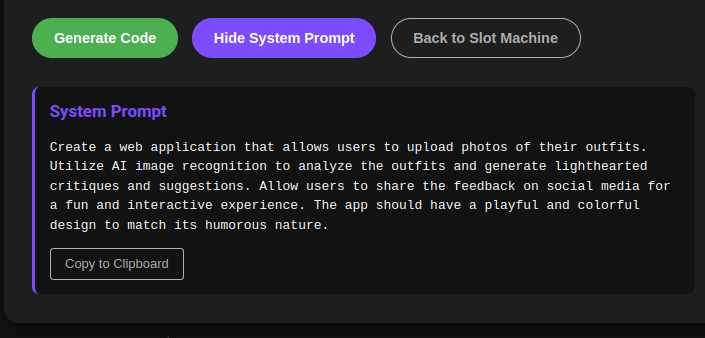 Generate Code
Hide System Prompt
Back to Slot Machine
System Prompt
Create a web application that allows users to upload photos of their outfits.
Utilize AI image recognition to analyze the outfits and generate lighthearted
critiques and suggestions. Allow users to share the feedback on social media for
a fun and interactive experience. The app should have a playful and colorful
design to match its humorous nature.
Copy to Clipboard